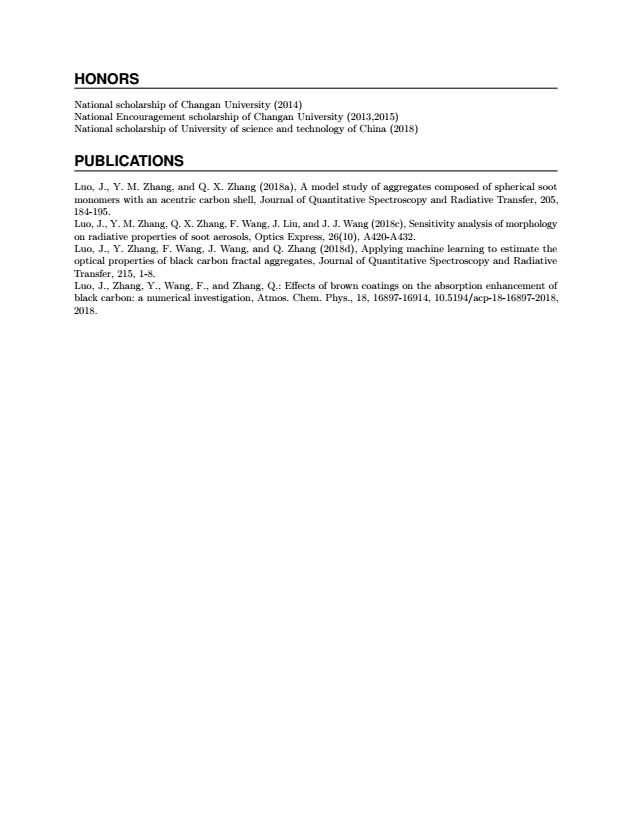 HONORS
National scholarship of Changan University (2014)
National Encouragement scholarship of Changan University (2013,2015)
National scholarship of University of science and technology of China (2018)
PUBLICATIONS
Luo, J., Y. M. Zhang, and Q. X. Zhang (2018a), A model study of aggregates composed of spherical soot
monomers with an acentric carbon shell, Journal of Quantitative Spectroscopy and Radiative Transfer, 205,
184-195.
Luo, J., Y. M. Zhang, Q. X. Zhang, F. Wang, J. Liu, and J. J. Wang (2018c), Sensitivity analysis of morphology
on radiative properties of soot aerosols, Optics Express, 26(10), A420-A432.
Luo, J., Y. Zhang, F. Wang, J. Wang, and Q. Zhang (2018d), Applying machine learning to estimate the
optical properties of black carbon fractal aggregates, Journal of Quantitative Spectroscopy and Radiative
Transfer, 215, 1-8.
Luo, J., Zhang, Y., Wang, F., and Zhang, Q.: Effects of brown coatings on the absorption enhancement of
black carbon: a numerical investigation, Atmos. Chem. Phys., 18, 16897-16914, 10.5194/acp-18-16897-2018,
2018.